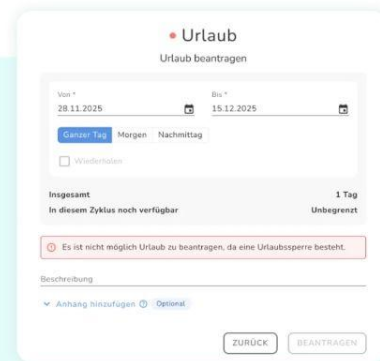 Urlaub
Urlaub beantragen
Von *
Bis *
28.11.2025
15.12.2025
Ganzer Tag Morgen Nachmittag
Wiederholen
Insgesamt 1 Tag
In diesem Zyklus noch verfügbar Unbegrenzt
Es ist nicht möglich Urlaub zu beantragen, da eine Urlaubssperre besteht.
Beschreibung
Anhang hinzufügen Optional
ZURÜCK BEANTRAGEN